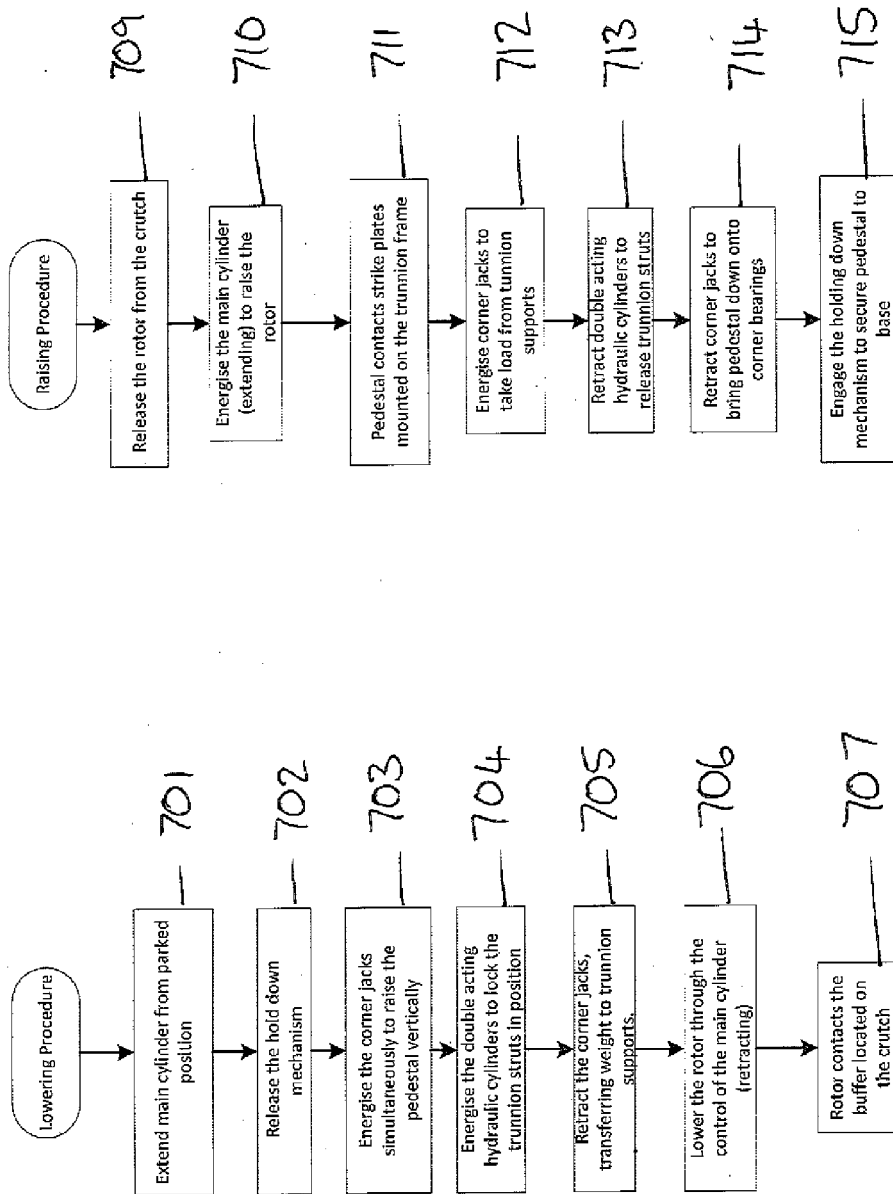 Lowering Procedure
Extend main cylinder from parked
position
701
Release the hold down
mechanism
702
Energise the corner jacks
simultaneously to raise the
pedestal vertically
703
Energise the double acting
hydraulic cylinders to lock the
trunnion struts in position
704
Retract the corner jacks,
transferring weight to trunnion
supports.
705
Lower the rotor through the
control of the main cylinder
(retracting)
706
Rotor contacts the
buffer located on
the crutch
707
Raising Procedure
Release the rotor from the crutch
709
Energise the main cylinder
(extending) to raise the
rotor
710
Pedestal contacts strike plates
mounted on the trunnion frame
711
Energise corner jacks to
take load from tunnion
supports
712
Retract double acting
hydraulic cylinders to
release trunnion struts
713
Retract corner jacks to
bring pedestal down onto
corner bearings
714
Engage the holding down
mechanism to secure pedestal to
base
715